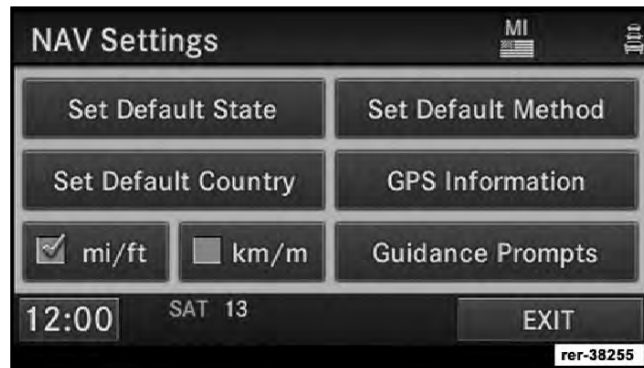 NAV Settings MI
Set Default State Set Default Method
Set Default Country GPS Information
mi/ft km/m Guidance Prompts
12:00 SAT 13 EXIT
rer-38255